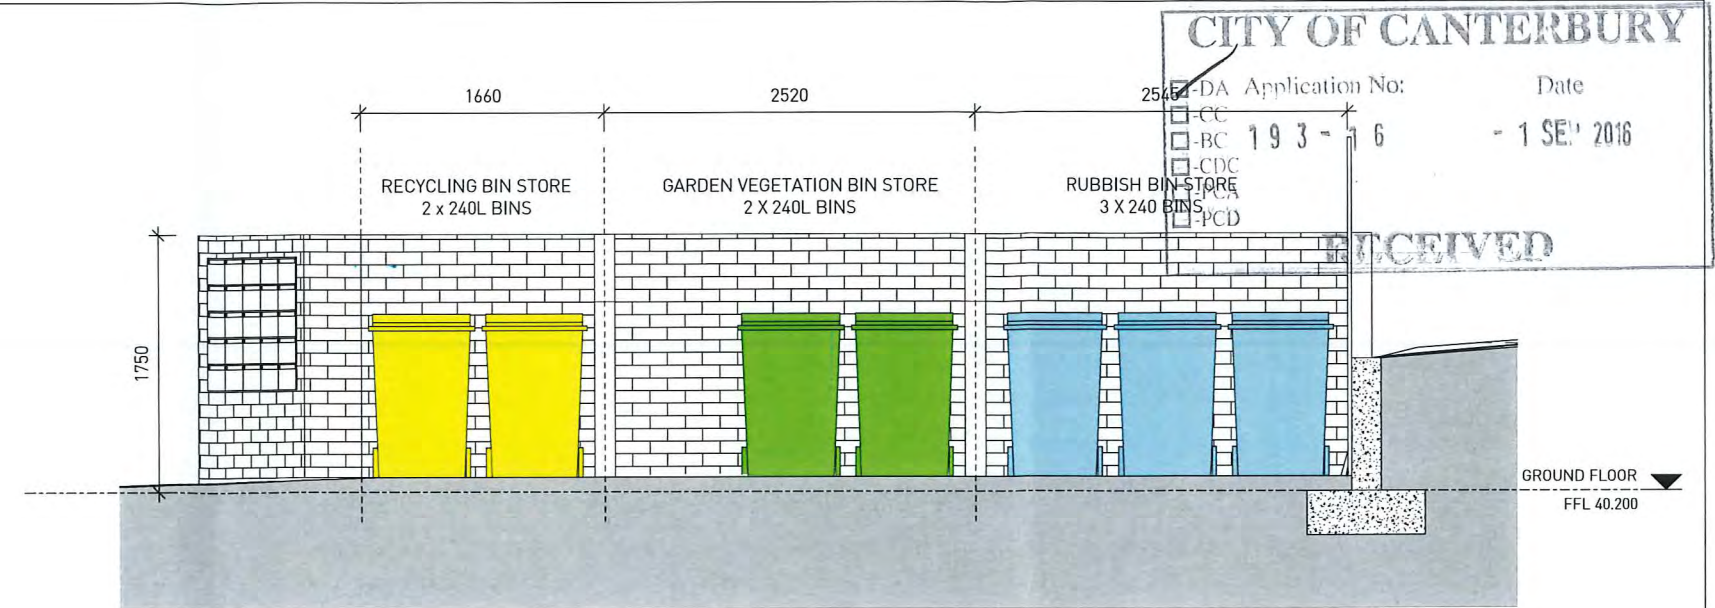 CITY OF CANTERBURY
-DA Application No: Date
-CC
-BC 193-16 - 1 SEP 2016
-CDC
-PCA
-PCD
RECEIVED
1660 2520 2545
RECYCLING BIN STORE
2 x 240L BINS
GARDEN VEGETATION BIN STORE
2 X 240L BINS
RUBBISH BIN STORE
3 X 240 BINS
1750
GROUND FLOOR
FFL 40.200